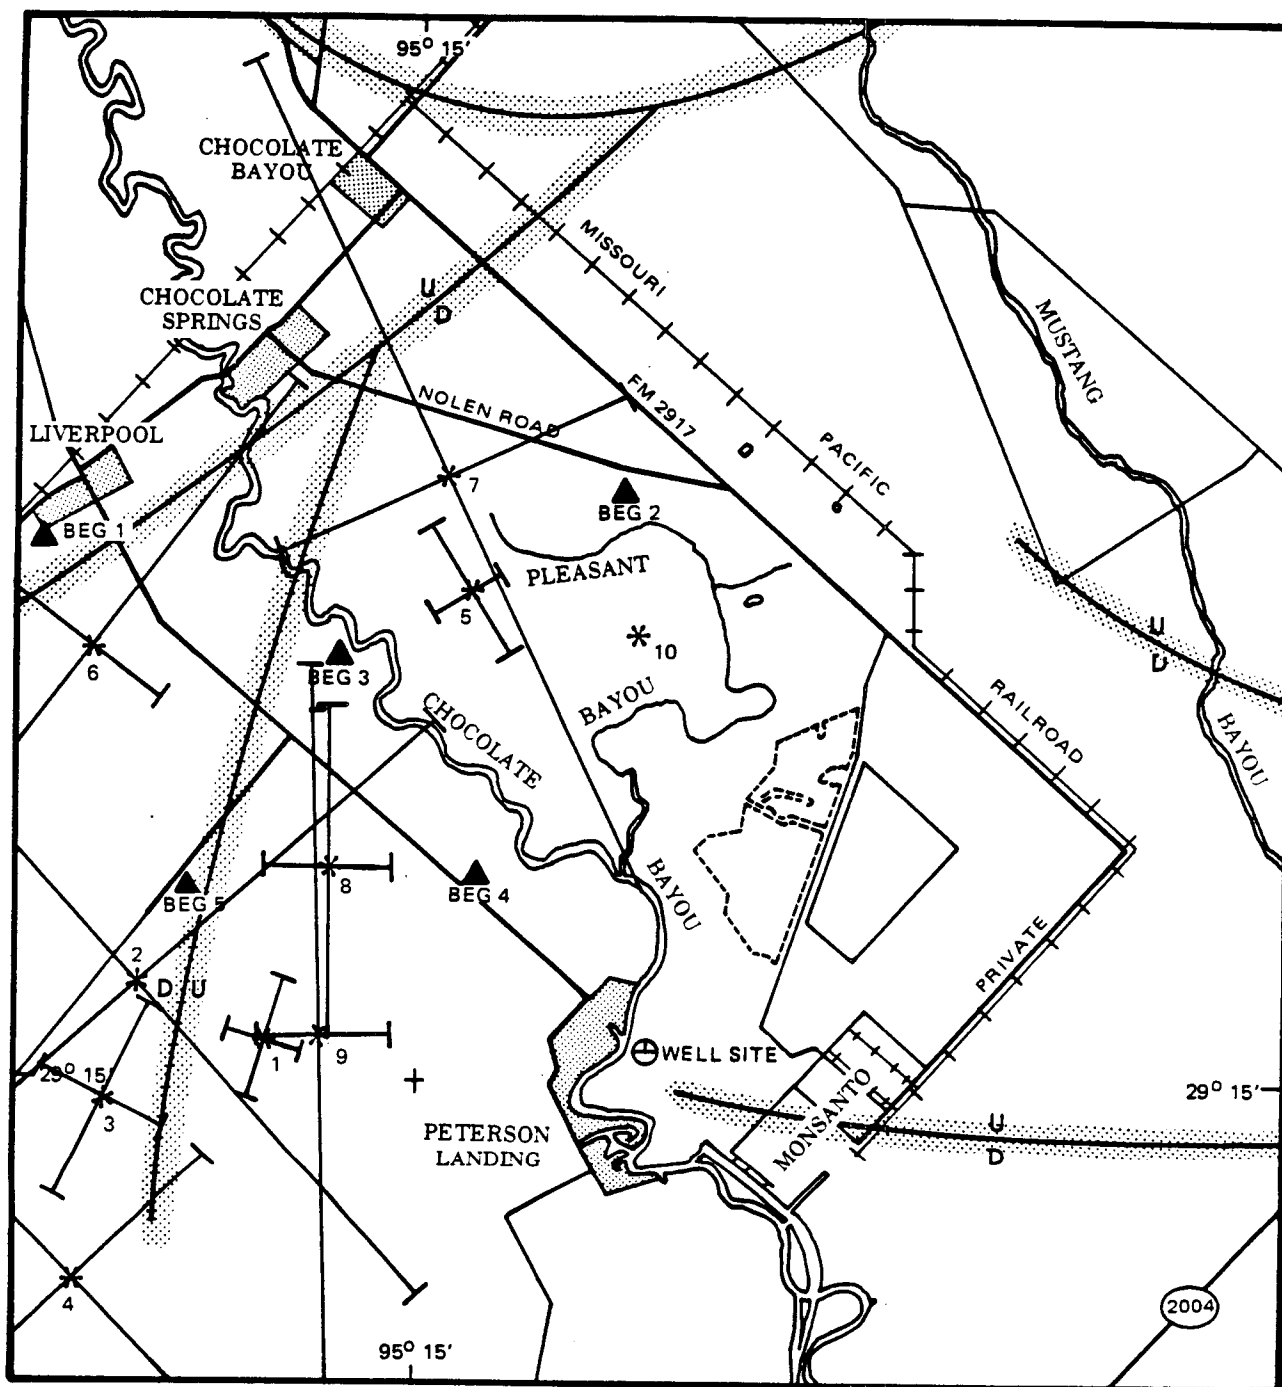 95° 15'
CHOCOLATE
BAYOU
MISSOURI
CHOCOLATE
SPRINGS
U
D
MUSTANG
NOLEN ROAD
FM 2917
LIVERPOOL
PACIFIC
7
BEG 1
BEG 2
PLEASANT
5
U
D
6
10
BEG 3
BAYOU
CHOCOLATE
RAILROAD
BAYOU
8
BEG 4
BEG 5
BAYOU
2
D U
PRIVATE
1
9
WELL SITE
29° 15'
29° 15'
3
MONSANTO
PETERSON
LANDING
U
D
4
2004
95° 15'